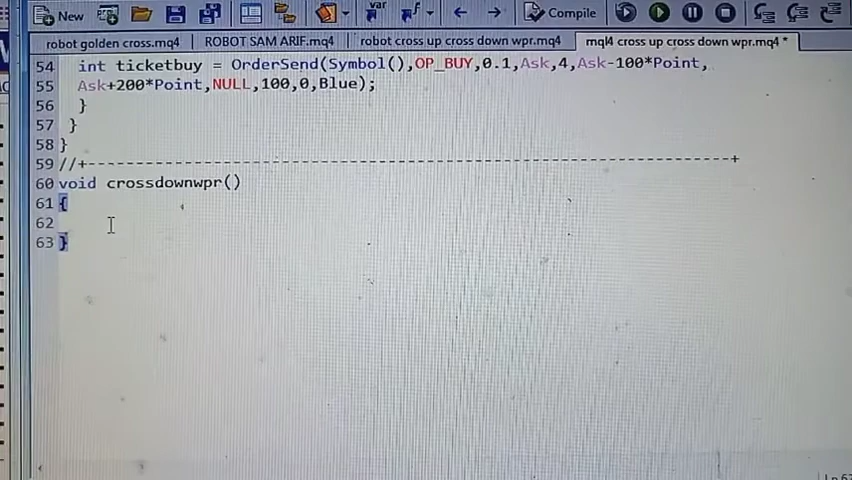 New
var
f
Compile
robot golden cross.mq4
ROBOT SAM ARIF.mq4
robot cross up cross down wpr.mq4
mql4 cross up cross down wpr.mq4 *
54 int ticketbuy = OrderSend(Symbol(),OP_BUY,0.1,Ask,4,Ask-100*Point,
55 Ask+200*Point,NULL,100,0,Blue);
56 }
57 }
58 }
59 //+------------------------------------------------------------------+
60 void crossdownwpr()
61 {
62
63 }